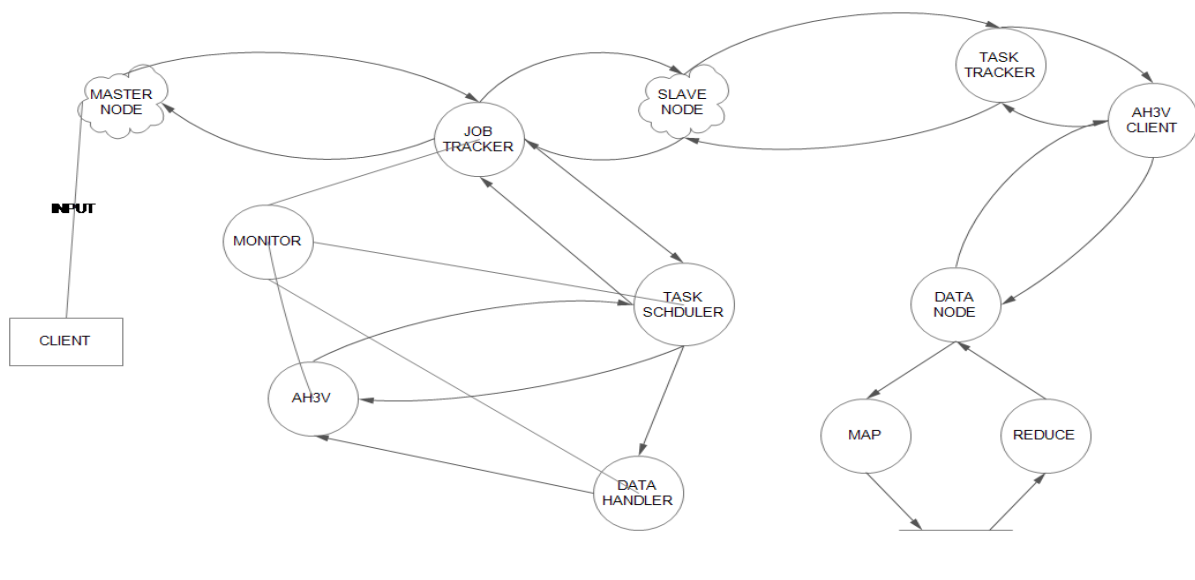 TASK
TRACKER
MASTER
NODE
SLAVE
NODE
AH3V
CLIENT
JOB
TRACKER
INPUT
MONITOR
TASK
SCHDULER
DATA
NODE
CLIENT
AH3V
MAP
REDUCE
DATA
HANDLER